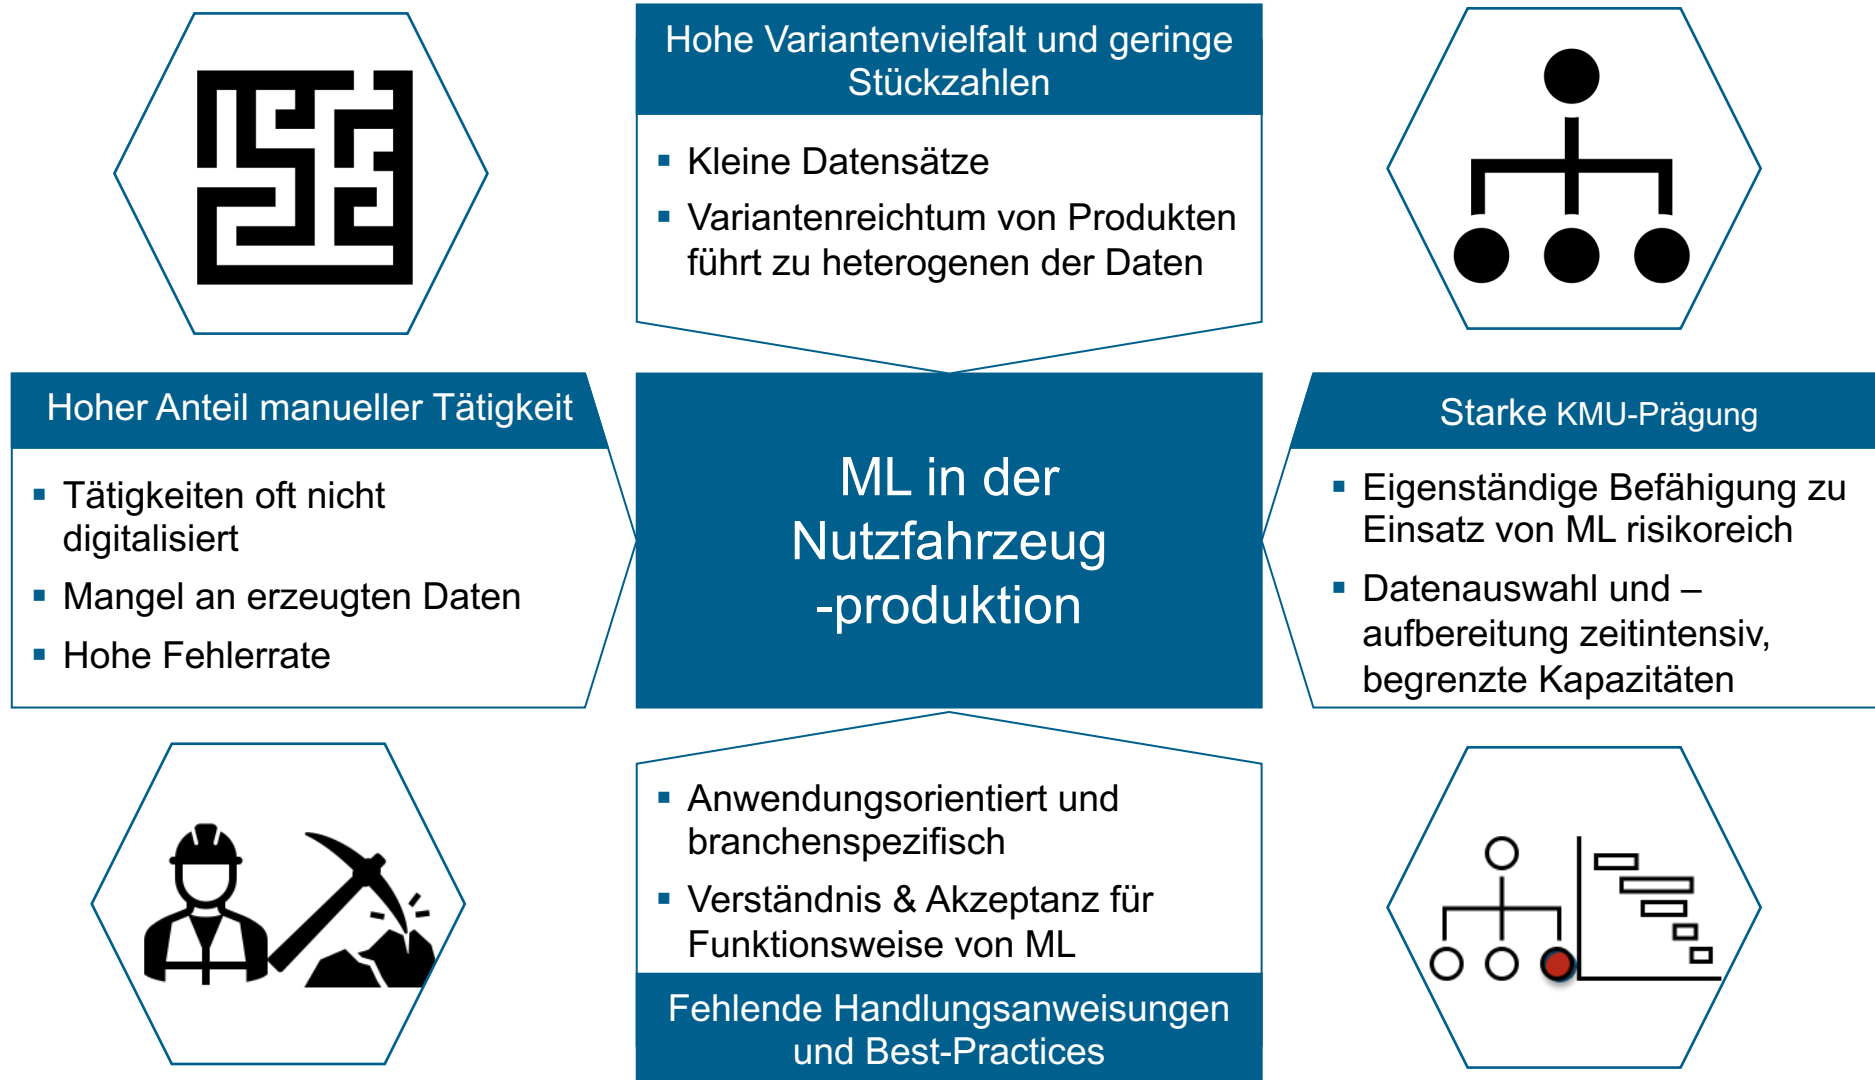 Hohe Variantenvielfalt und geringe
Stückzahlen
▪ Kleine Datensätze
▪ Variantenreichtum von Produkten
führt zu heterogenen der Daten
Hoher Anteil manueller Tätigkeit
▪ Tätigkeiten oft nicht
digitalisiert
▪ Mangel an erzeugten Daten
▪ Hohe Fehlerrate
ML in der
Nutzfahrzeug
-produktion
Starke KMU-Prägung
▪ Eigenständige Befähigung zu
Einsatz von ML risikoreich
▪ Datenauswahl und –
aufbereitung zeitintensiv,
begrenzte Kapazitäten
▪ Anwendungsorientiert und
branchenspezifisch
▪ Verständnis & Akzeptanz für
Funktionsweise von ML
Fehlende Handlungsanweisungen
und Best-Practices